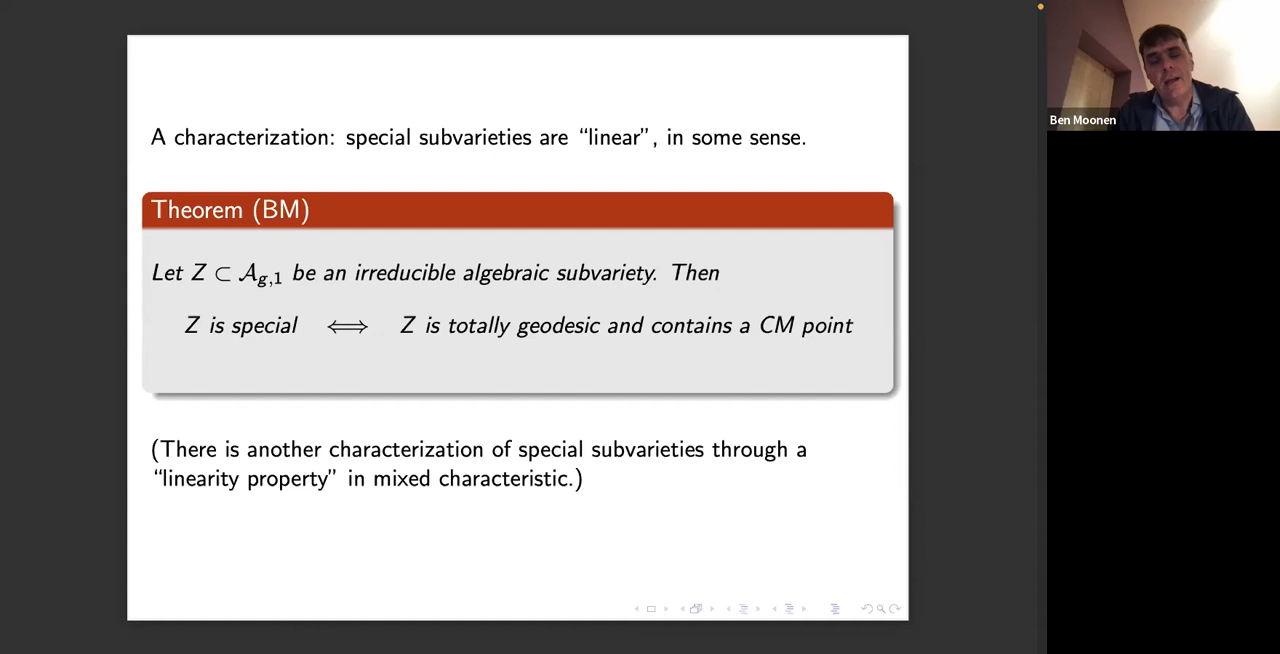 A characterization: special subvarieties are “linear”, in some sense.
Theorem (BM)
Let Z ⊂ 𝒜g,1 be an irreducible algebraic subvariety. Then
Z is special ⟺ Z is totally geodesic and contains a CM point
(There is another characterization of special subvarieties through a
“linearity property” in mixed characteristic.)
Ben Moonen